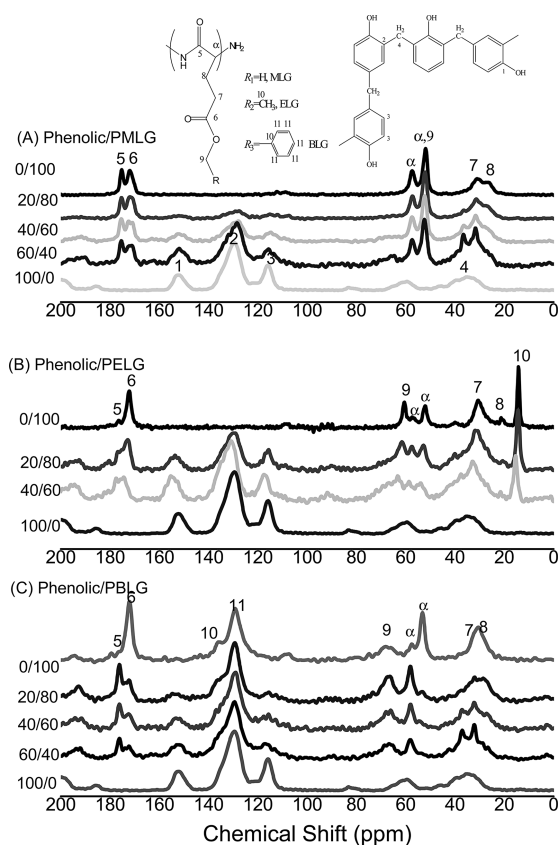 O
α
NH
5
NH₂
8
7
6
O
O
9
R
R₁=H, MLG
10
R₂=CH₃, ELG
11 11
10 11
R₃= BLG
11 11
OH
H₂
C
OH
H₂
C
2
4
1
OH
CH₂
3
3
OH
(A) Phenolic/PMLG
5 6
α,9
α
7
8
0/100
20/80
40/60
60/40
100/0
1
2
3
4
200 180 160 140 120 100 80 60 40 20 0
(B) Phenolic/PELG
10
6
5
9
α
α
7
8
0/100
20/80
40/60
100/0
200 180 160 140 120 100 80 60 40 20 0
(C) Phenolic/PBLG
6
5
11
10
9
α
α
7 8
0/100
20/80
40/60
60/40
100/0
200 180 160 140 120 100 80 60 40 20 0
Chemical Shift (ppm)